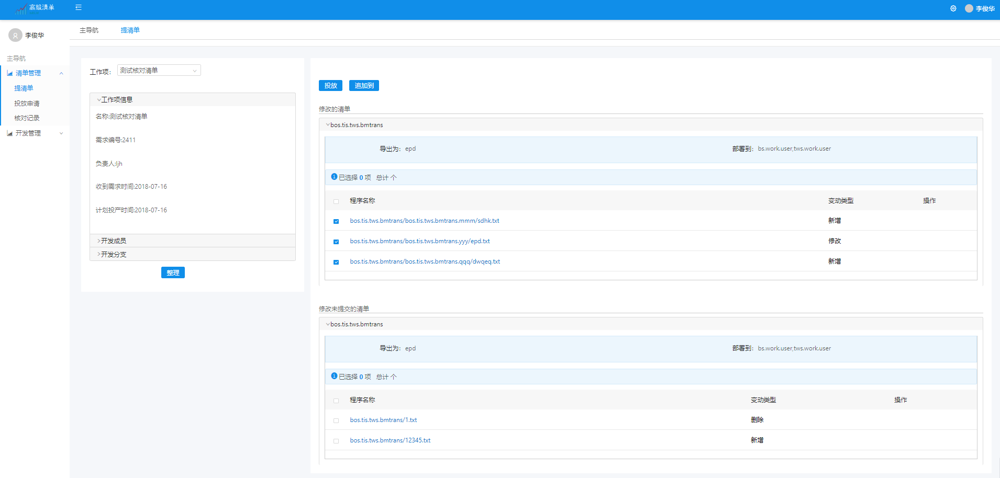 高级清单
李俊华
李俊华
主导航
清单管理
提清单
投放申请
核对记录
开发管理
主导航 提清单
工作项： 测试核对清单
工作项信息
名称:测试核对清单
需求编号:2411
负责人:ljh
收到需求时间:2018-07-16
计划投产时间:2018-07-16
开发成员
开发分支
整理
投放 追加到
修改的清单
bos.tis.tws.bmtrans
导出为： epd 部署到： bs.work.user,tws.work.user
已选择 0 项 总计 个
程序名称 变动类型 操作
bos.tis.tws.bmtrans/bos.tis.tws.bmtrans.mmm/sdhk.txt 新增
bos.tis.tws.bmtrans/bos.tis.tws.bmtrans.yyy/epd.txt 修改
bos.tis.tws.bmtrans/bos.tis.tws.bmtrans.qqq/dwqeq.txt 新增
修改未提交的清单
bos.tis.tws.bmtrans
导出为： epd 部署到： bs.work.user,tws.work.user
已选择 0 项 总计 个
程序名称 变动类型 操作
bos.tis.tws.bmtrans/1.txt 删除
bos.tis.tws.bmtrans/12345.txt 新增